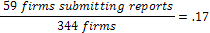 59 firms submitting reports
344 firms
= .17